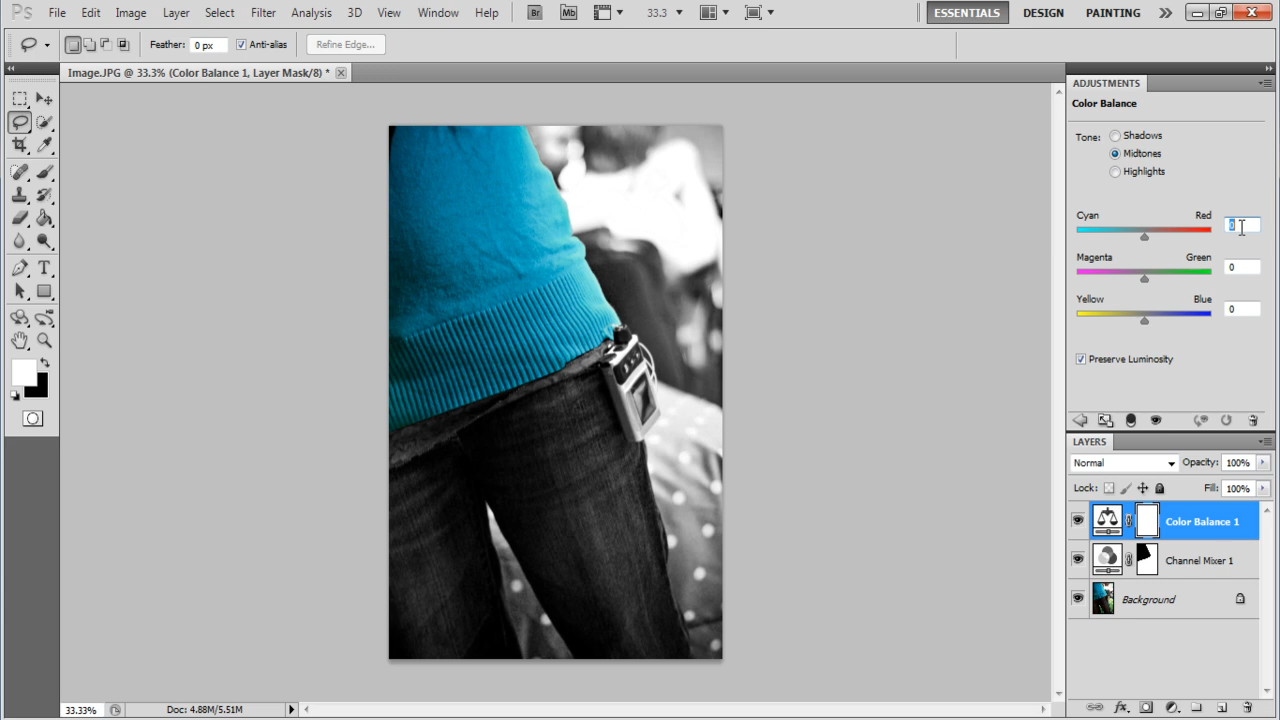 Ps File Edit Image Layer Select Filter Analysis 3D View Window Help Br Mb 33.3 ESSENTIALS DESIGN PAINTING
Feather: 0 px Anti-alias Refine Edge...
Image.JPG @ 33.3% (Color Balance 1, Layer Mask/8) *
ADJUSTMENTS
Color Balance
Tone: Shadows
Midtones
Highlights
Cyan Red 0
Magenta Green 0
Yellow Blue 0
Preserve Luminosity
LAYERS
Normal Opacity: 100%
Lock: Fill: 100%
Color Balance 1
Channel Mixer 1
Background
33.33% Doc: 4.88M/5.51M